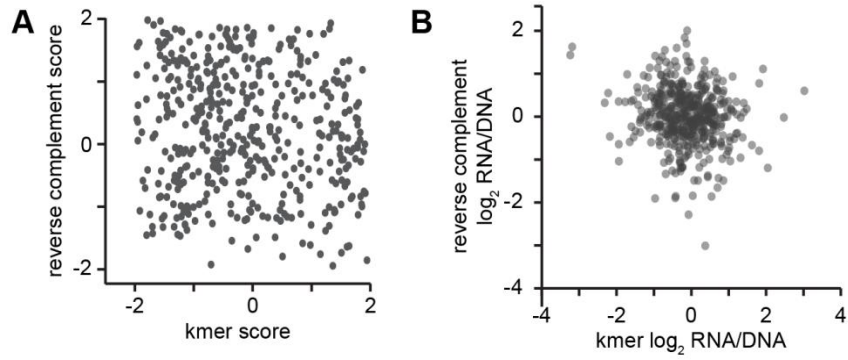 A
reverse complement score
2
0
-2
-2
0
2
kmer score
B
reverse complement
log₂ RNA/DNA
2
0
-2
-4
-4
-2
0
2
4
kmer log₂ RNA/DNA